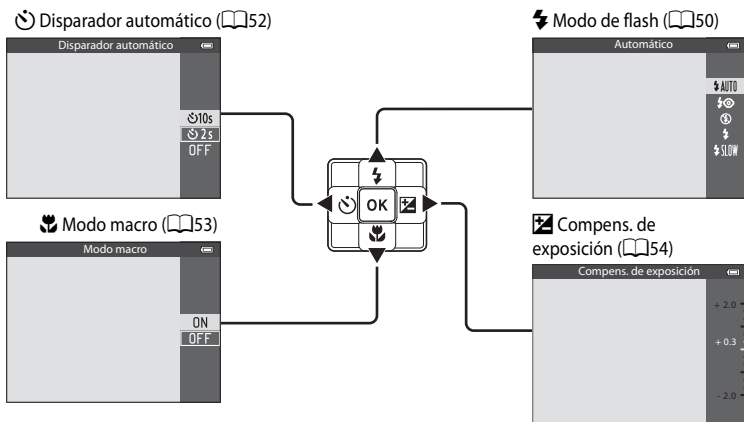 Disparador automático (52)
Disparador automático
10s
2s
OFF
Modo de flash (50)
Automático
AUTO
SLOW
OK
Modo macro (53)
Modo macro
ON
OFF
Compens. de
exposición (54)
Compens. de exposición
+ 2.0
+ 0.3
- 2.0